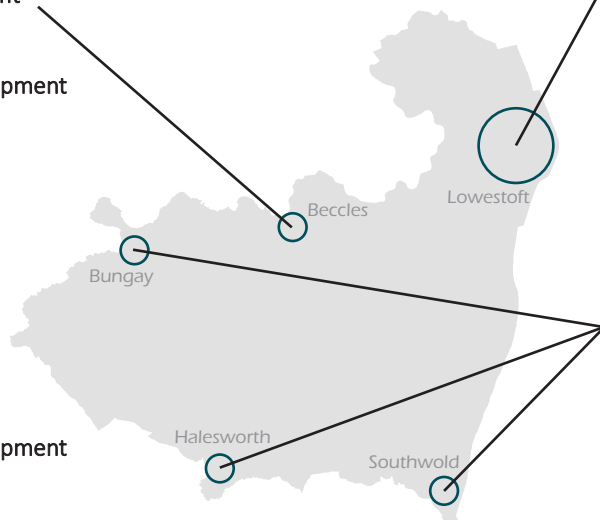 pment
Lowestoft
Beccles
Bungay
Halesworth
pment
Southwold